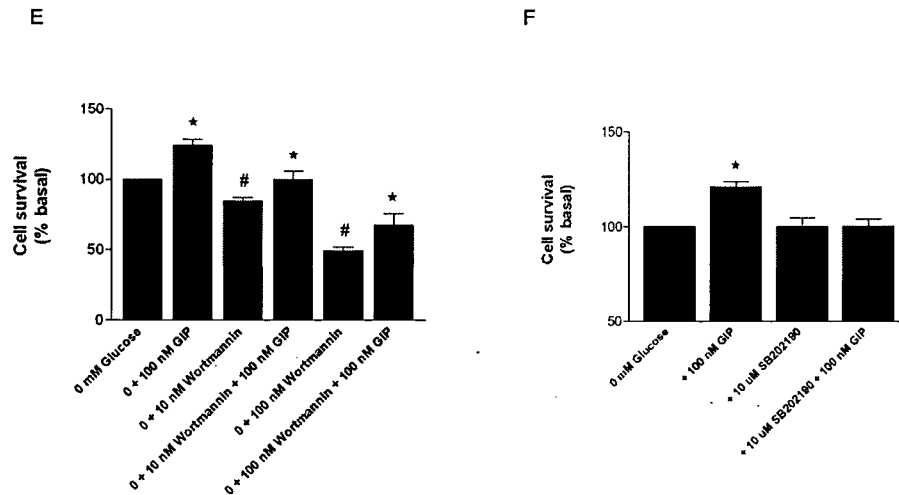 E
F
150
100
50
0
Cell survival
(% basal)
★
#
★
#
★
0 mM Glucose
0 + 100 nM GIP
0 + 10 nM Wortmannin
0 + 10 nM Wortmannin + 100 nM GIP
0 + 100 nM Wortmannin
0 + 100 nM Wortmannin + 100 nM GIP
150
100
50
Cell survival
(% basal)
★
0 mM Glucose
+ 100 nM GIP
+ 10 uM SB202190
+ 10 uM SB202190 + 100 nM GIP